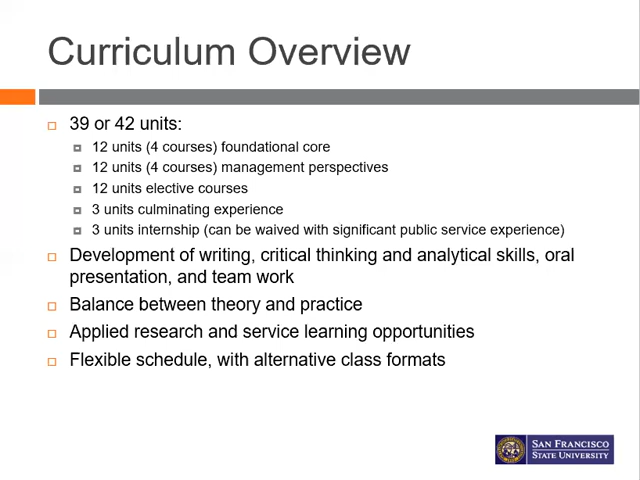 Curriculum Overview
39 or 42 units:
12 units (4 courses) foundational core
12 units (4 courses) management perspectives
12 units elective courses
3 units culminating experience
3 units internship (can be waived with significant public service experience)
Development of writing, critical thinking and analytical skills, oral
presentation, and team work
Balance between theory and practice
Applied research and service learning opportunities
Flexible schedule, with alternative class formats
SAN FRANCISCO
STATE UNIVERSITY